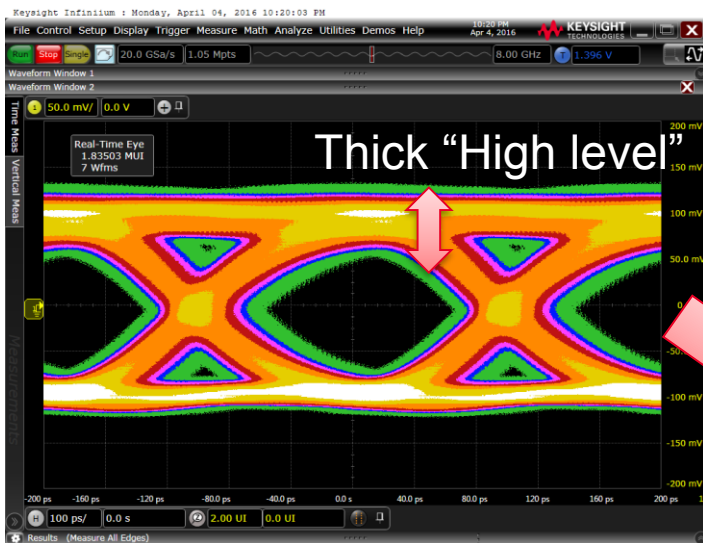 Keysight Infiniium : Monday, April 04, 2016 10:20:03 PM
File Control Setup Display Trigger Measure Math Analyze Utilities Demos Help
10:20 PM
Apr 4, 2016
KEYSIGHT
TECHNOLOGIES
Run Stop Single 20.0 GSa/s 1.05 Mpts 8.00 GHz T 1.396 V
Waveform Window 1
Waveform Window 2
Time Meas
Vertical Meas
Measurements
1 50.0 mV/ 0.0 V
Real-Time Eye
1.83503 MUI
7 Wfms
Thick “High level”
200 mV
150 mV
100 mV
50.0 mV
0
-50.
-100 mV
-150 mV
-200 mV
-200 ps -160 ps -120 ps -80.0 ps -40.0 ps 0.0 s 40.0 ps 80.0 ps 120 ps 160 ps 200 ps
H 100 ps/ 0.0 s 2.00 UI 0.0 UI
Results (Measure All Edges)